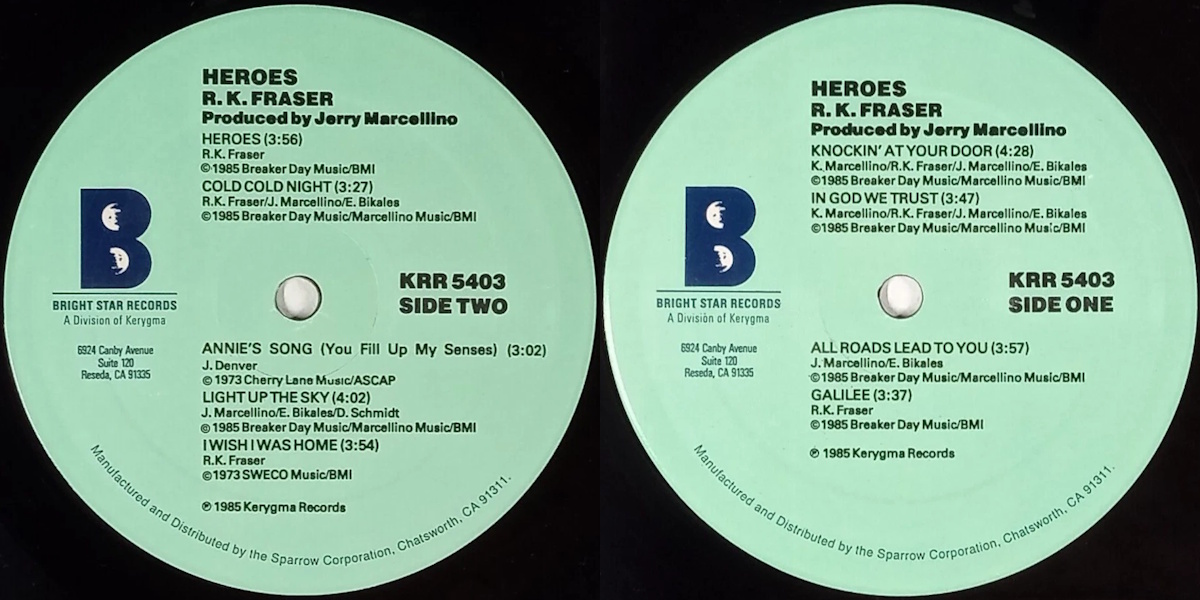 HEROES
R. K. FRASER
Produced by Jerry Marcellino
HEROES (3:56)
R.K. Fraser
©1985 Breaker Day Music/BMI
COLD COLD NIGHT (3:27)
R.K. Fraser/J. Marcellino/E. Bikales
©1985 Breaker Day Music/Marcellino Music/BMI
B
BRIGHT STAR RECORDS
A Division of Kerygma
6924 Canby Avenue
Suite 120
Reseda, CA 91335
KRR 5403
SIDE TWO
ANNIE'S SONG (You Fill Up My Senses) (3:02)
J. Denver
© 1973 Cherry Lane Music/ASCAP
LIGHT UP THE SKY (4:02)
J. Marcellino/E. Bikales/D. Schmidt
© 1985 Breaker Day Music/Marcellino Music/BMI
I WISH I WAS HOME (3:54)
R.K. Fraser
©1973 SWECO Music/BMI
℗ 1985 Kerygma Records
Manufactured and Distributed by the Sparrow Corporation, Chatsworth, CA 91311.
HEROES
R. K. FRASER
Produced by Jerry Marcellino
KNOCKIN' AT YOUR DOOR (4:28)
K. Marcellino/R.K. Fraser/J. Marcellino/E. Bikales
©1985 Breaker Day Music/Marcellino Music/BMI
IN GOD WE TRUST (3:47)
K. Marcellino/R.K. Fraser/J. Marcellino/E. Bikales
©1985 Breaker Day Music/Marcellino Music/BMI
B
BRIGHT STAR RECORDS
A Division of Kerygma
6924 Canby Avenue
Suite 120
Reseda, CA 91335
KRR 5403
SIDE ONE
ALL ROADS LEAD TO YOU (3:57)
J. Marcellino/E. Bikales
©1985 Breaker Day Music/Marcellino Music/BMI
GALILEE (3:37)
R.K. Fraser
©1985 Breaker Day Music/BMI
℗ 1985 Kerygma Records
Manufactured and Distributed by the Sparrow Corporation, Chatsworth, CA 91311.